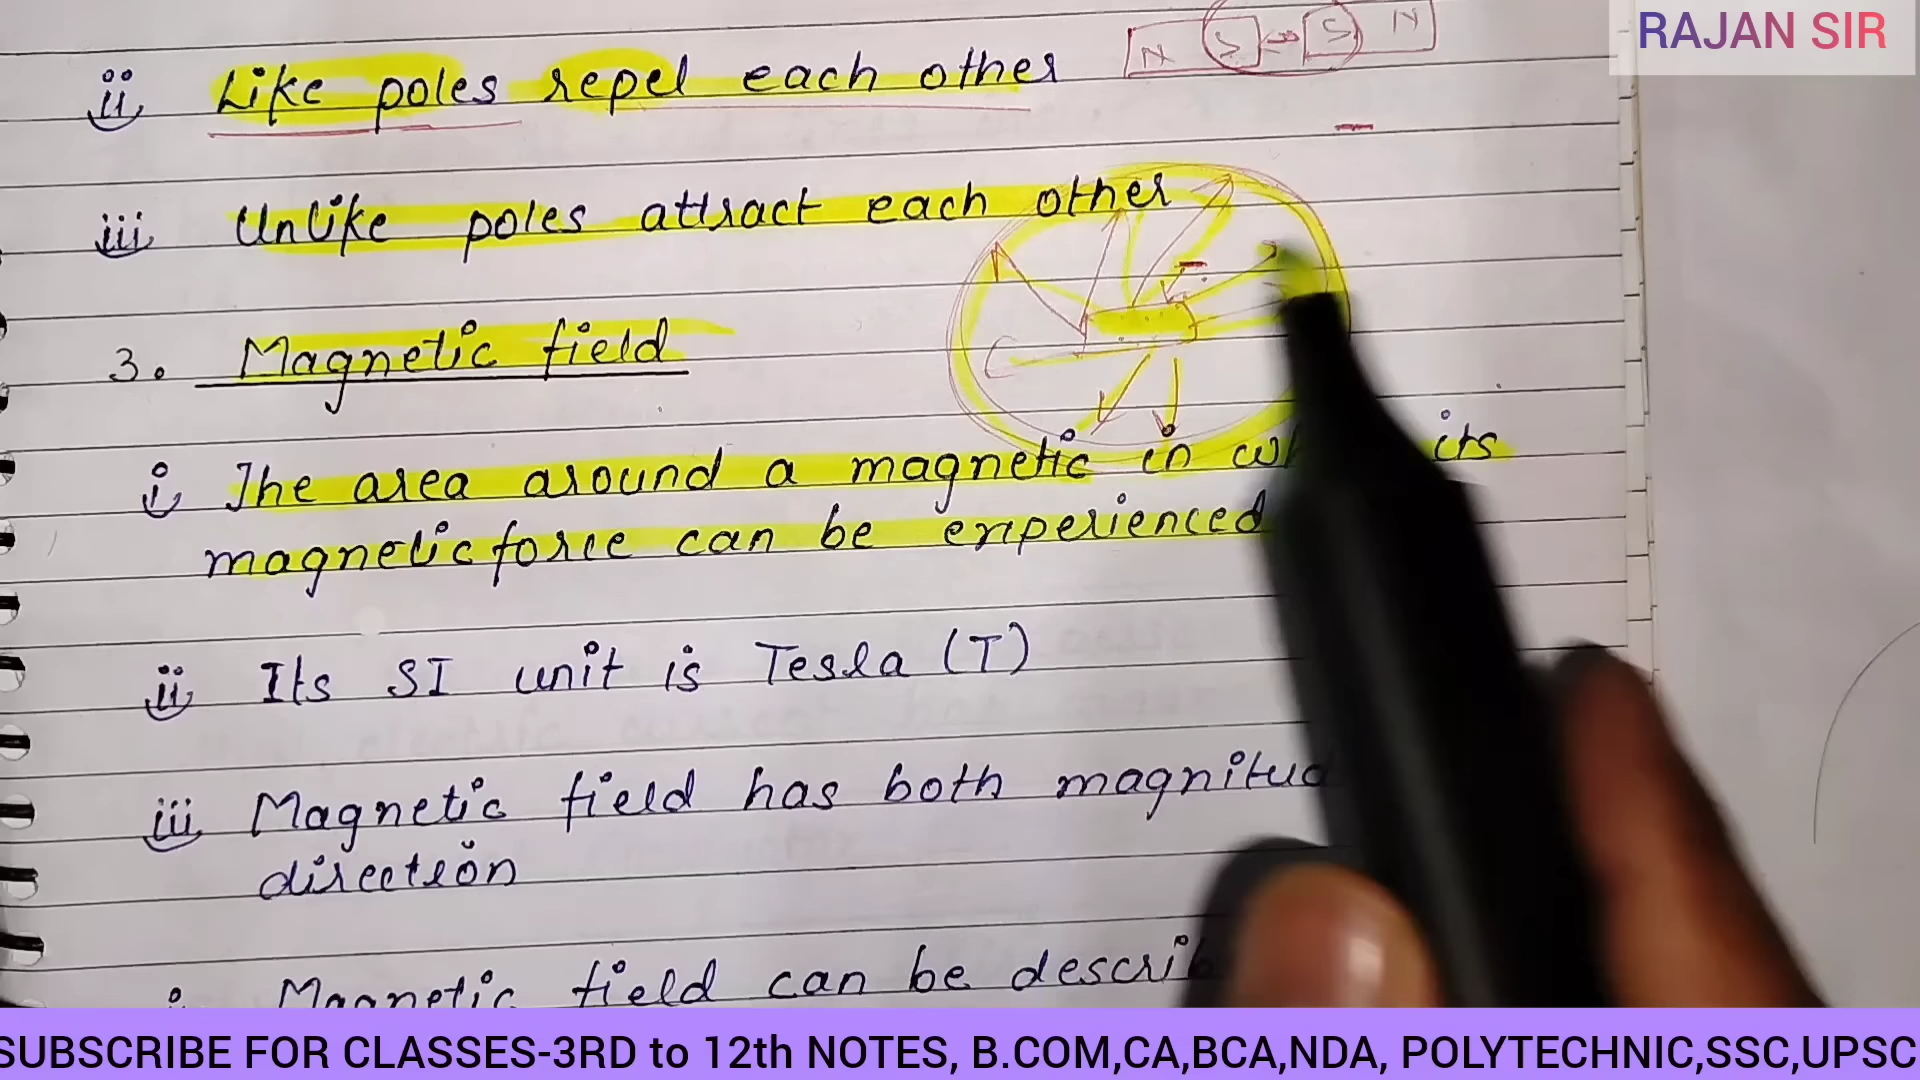 N S S N
RAJAN SIR
ii Like poles repel each other
iii Unlike poles attract each other
3. Magnetic field
i The area around a magnetic in its
magnetic force can be enperienced
ii Its SI unit is Tesla (T)
iii Magnetic field has both
direction
Magnetic field can be
SUBSCRIBE FOR CLASSES-3RD to 12th NOTES, B.COM,CA,BCA,NDA, POLYTECHNIC,SSC,UPSC